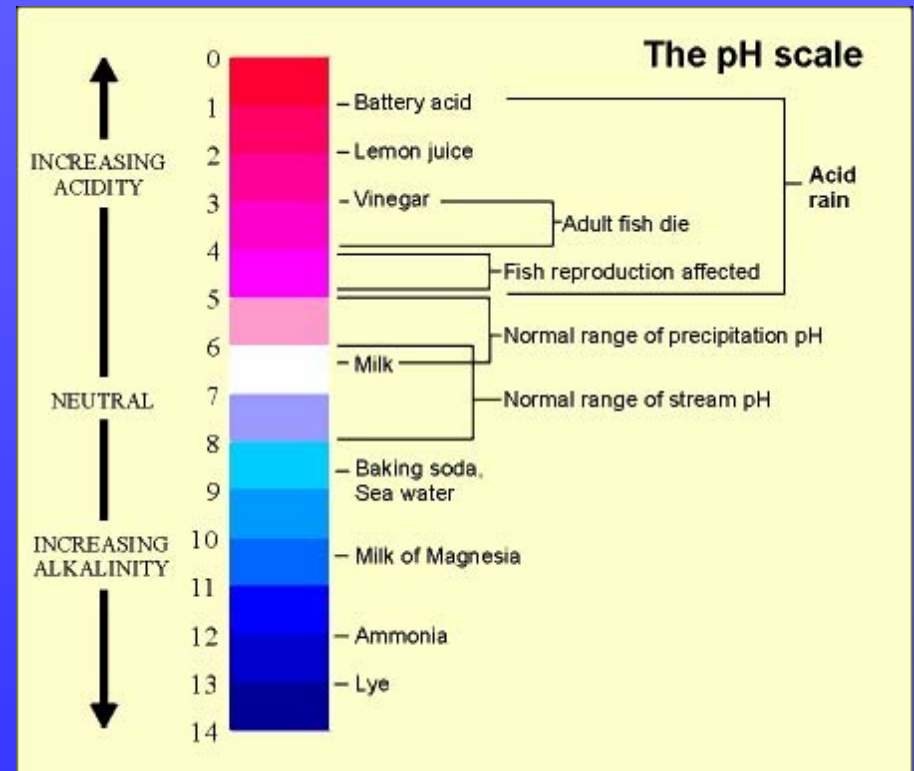 The pH scale
0
1
2
3
4
5
6
7
8
9
10
11
12
13
14
INCREASING
ACIDITY
NEUTRAL
INCREASING
ALKALINITY
Battery acid
Lemon juice
Vinegar
Adult fish die
Acid
rain
Fish reproduction affected
Normal range of precipitation pH
Milk
Normal range of stream pH
Baking soda,
Sea water
Milk of Magnesia
Ammonia
Lye